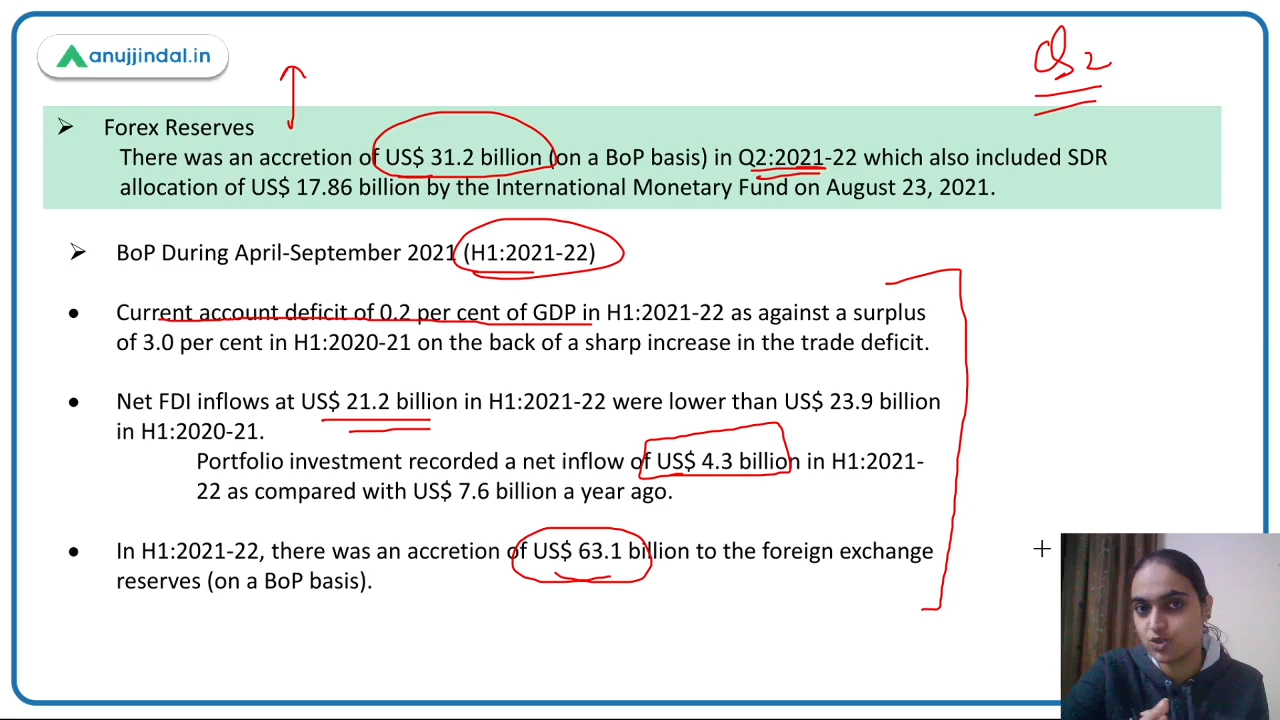 anujjindal.in
Q2
➢ Forex Reserves
There was an accretion of US$ 31.2 billion (on a BoP basis) in Q2:2021-22 which also included SDR
allocation of US$ 17.86 billion by the International Monetary Fund on August 23, 2021.
➢ BoP During April-September 2021 (H1:2021-22)
• Current account deficit of 0.2 per cent of GDP in H1:2021-22 as against a surplus
of 3.0 per cent in H1:2020-21 on the back of a sharp increase in the trade deficit.
• Net FDI inflows at US$ 21.2 billion in H1:2021-22 were lower than US$ 23.9 billion
in H1:2020-21.
Portfolio investment recorded a net inflow of US$ 4.3 billion in H1:2021-
22 as compared with US$ 7.6 billion a year ago.
• In H1:2021-22, there was an accretion of US$ 63.1 billion to the foreign exchange
reserves (on a BoP basis).